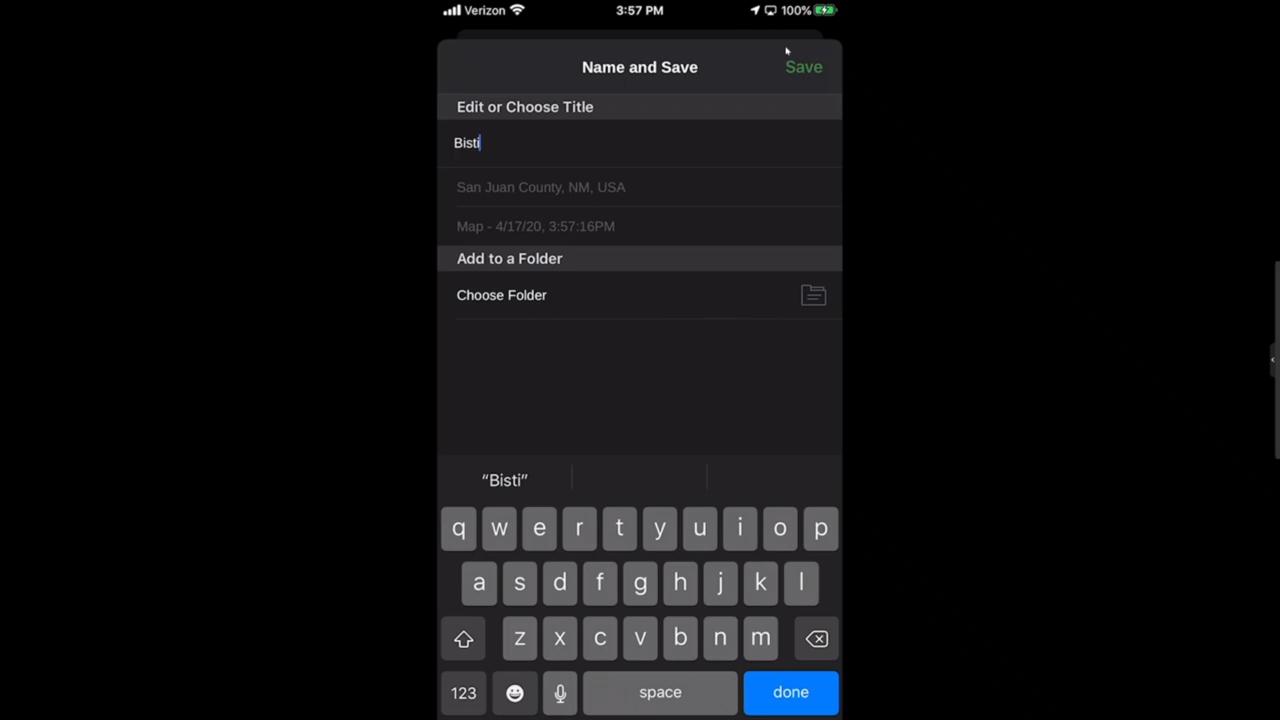 Verizon 3:57 PM 100%
Name and Save Save
Edit or Choose Title
Bisti
San Juan County, NM, USA
Map - 4/17/20, 3:57:16PM
Add to a Folder
Choose Folder
“Bisti”
q w e r t y u i o p
a s d f g h j k l
z x c v b n m
123 space done